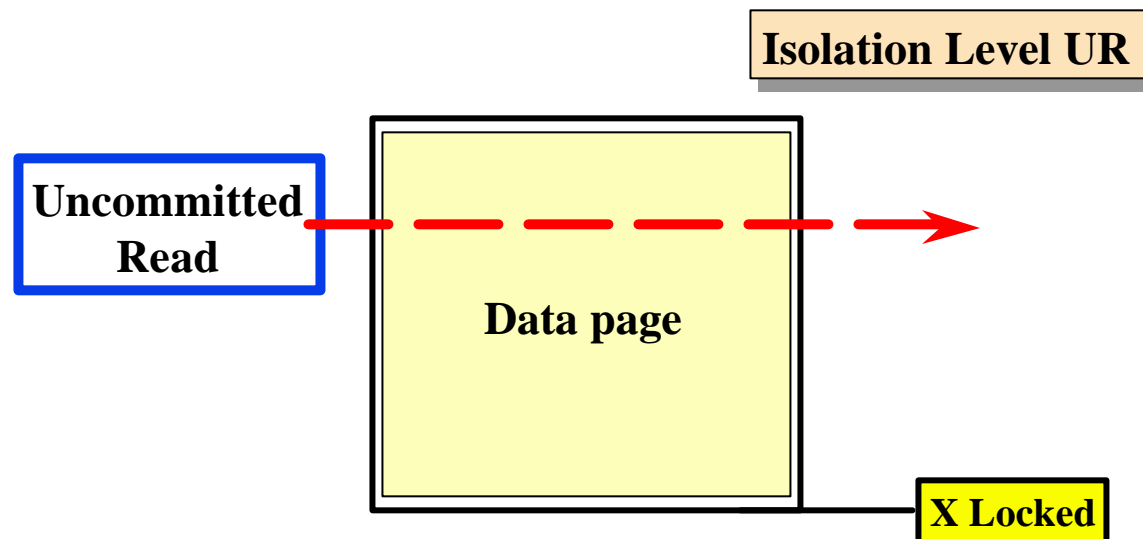 Isolation Level UR
Uncommitted
Read
Data page
X Locked